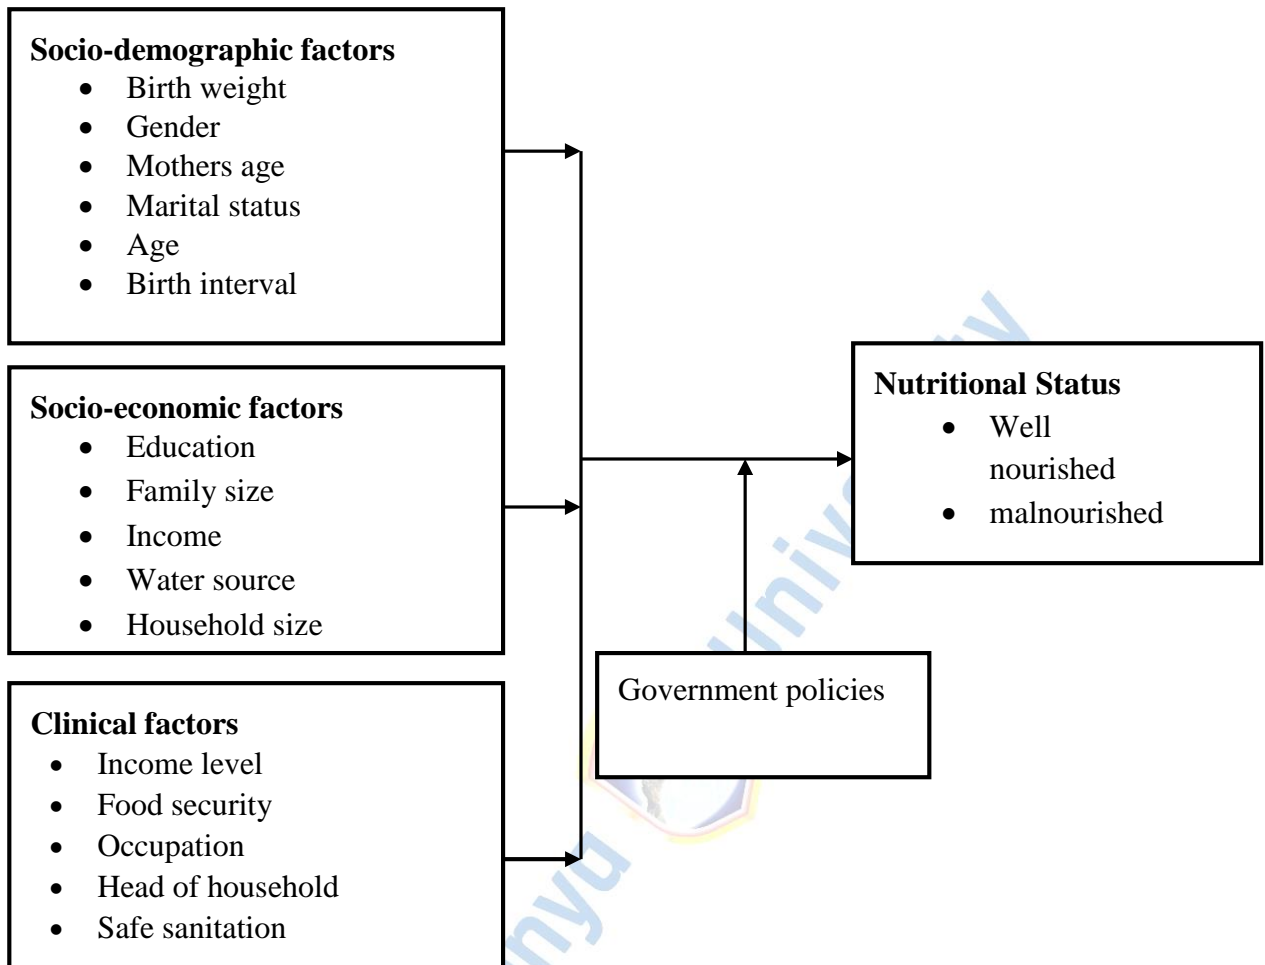 Socio-demographic factors
• Birth weight
• Gender
• Mothers age
• Marital status
• Age
• Birth interval
Socio-economic factors
• Education
• Family size
• Income
• Water source
• Household size
Clinical factors
• Income level
• Food security
• Occupation
• Head of household
• Safe sanitation
Government policies
Nutritional Status
• Well
nourished
• malnourished